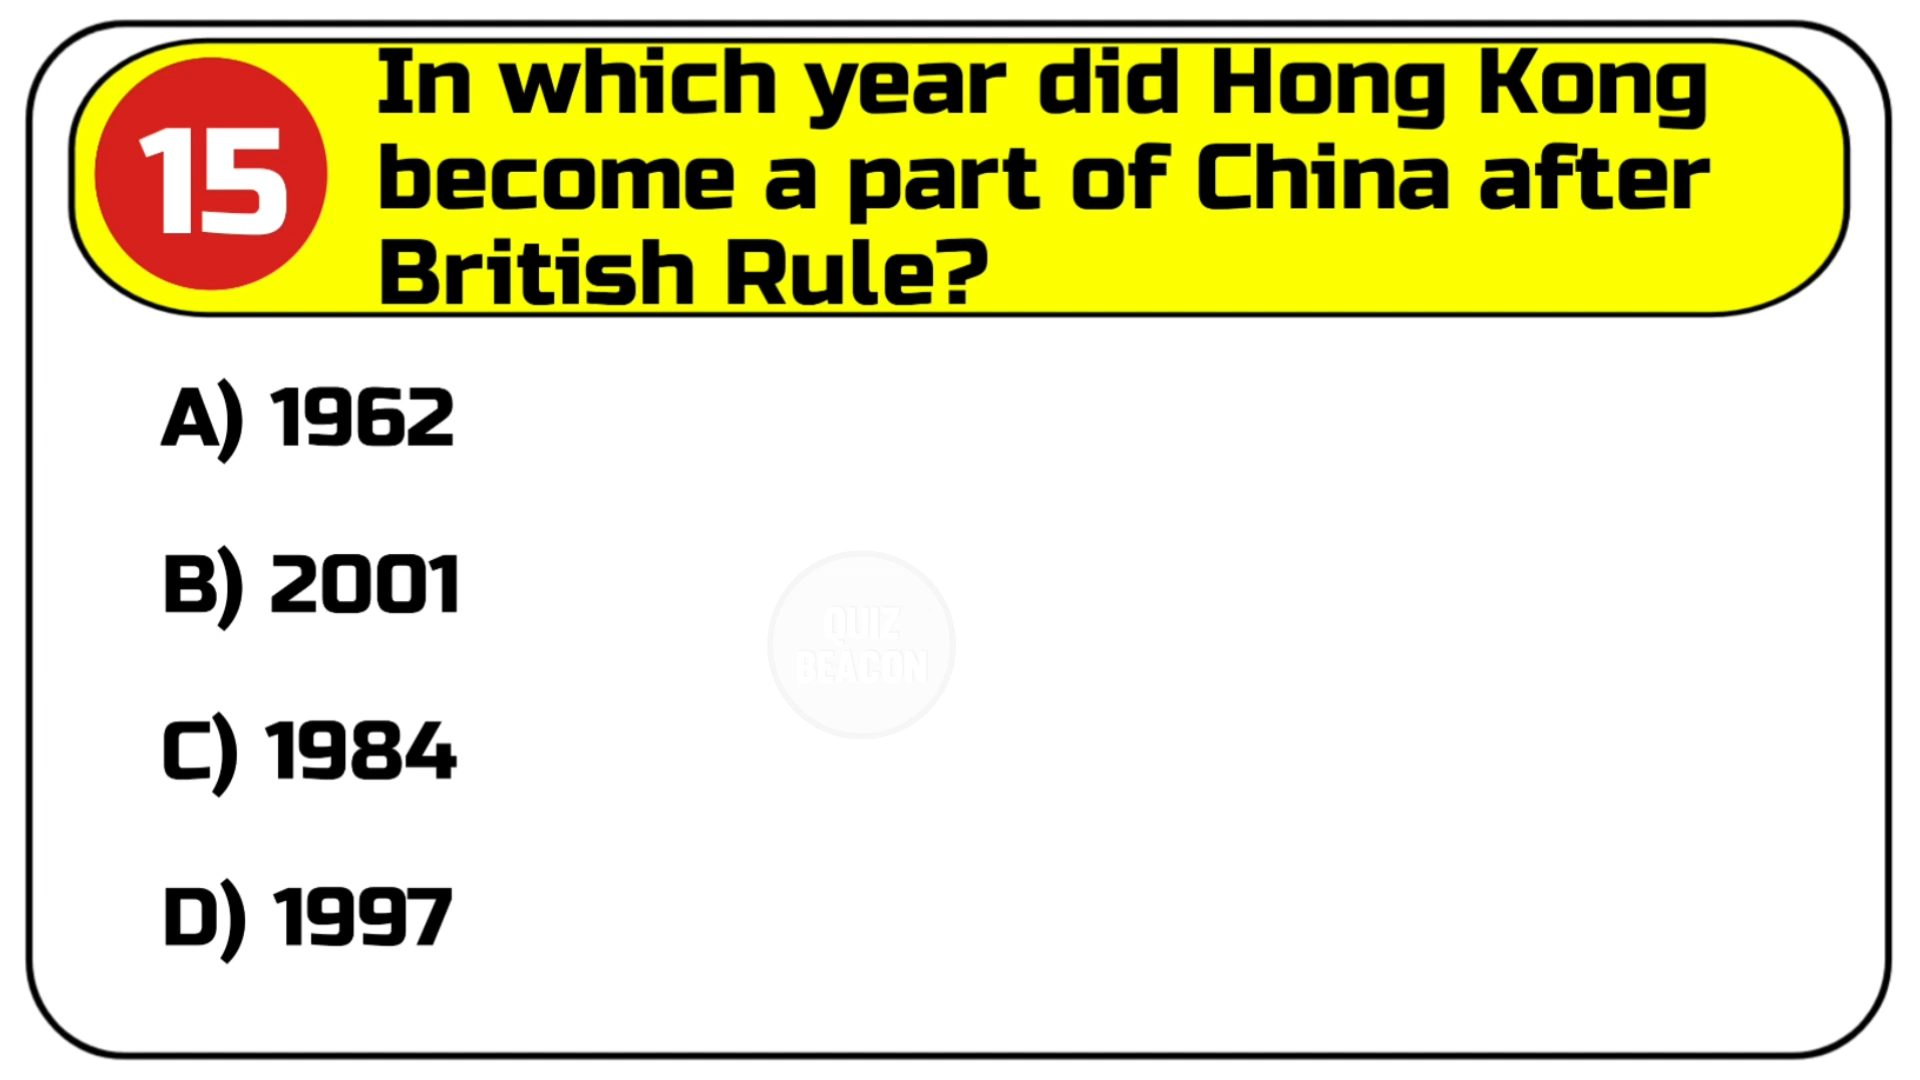 15
In which year did Hong Kong
become a part of China after
British Rule?
A) 1962
B) 2001
QUIZ
BEACON
C) 1984
D) 1997